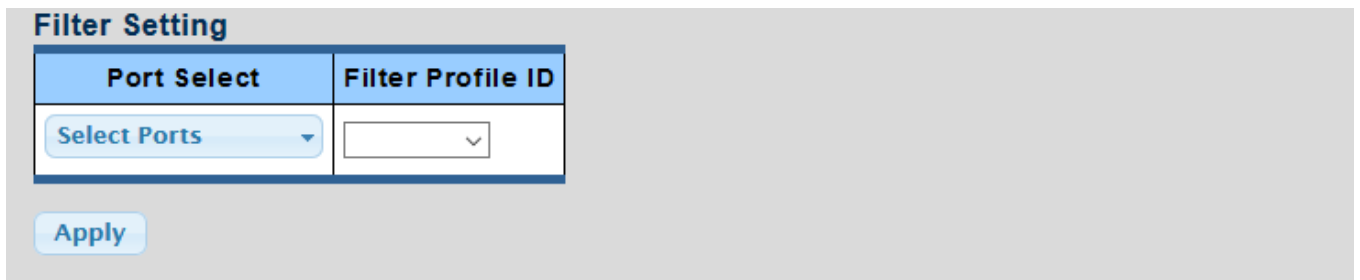 Filter Setting
Port Select Filter Profile ID
Select Ports
Apply